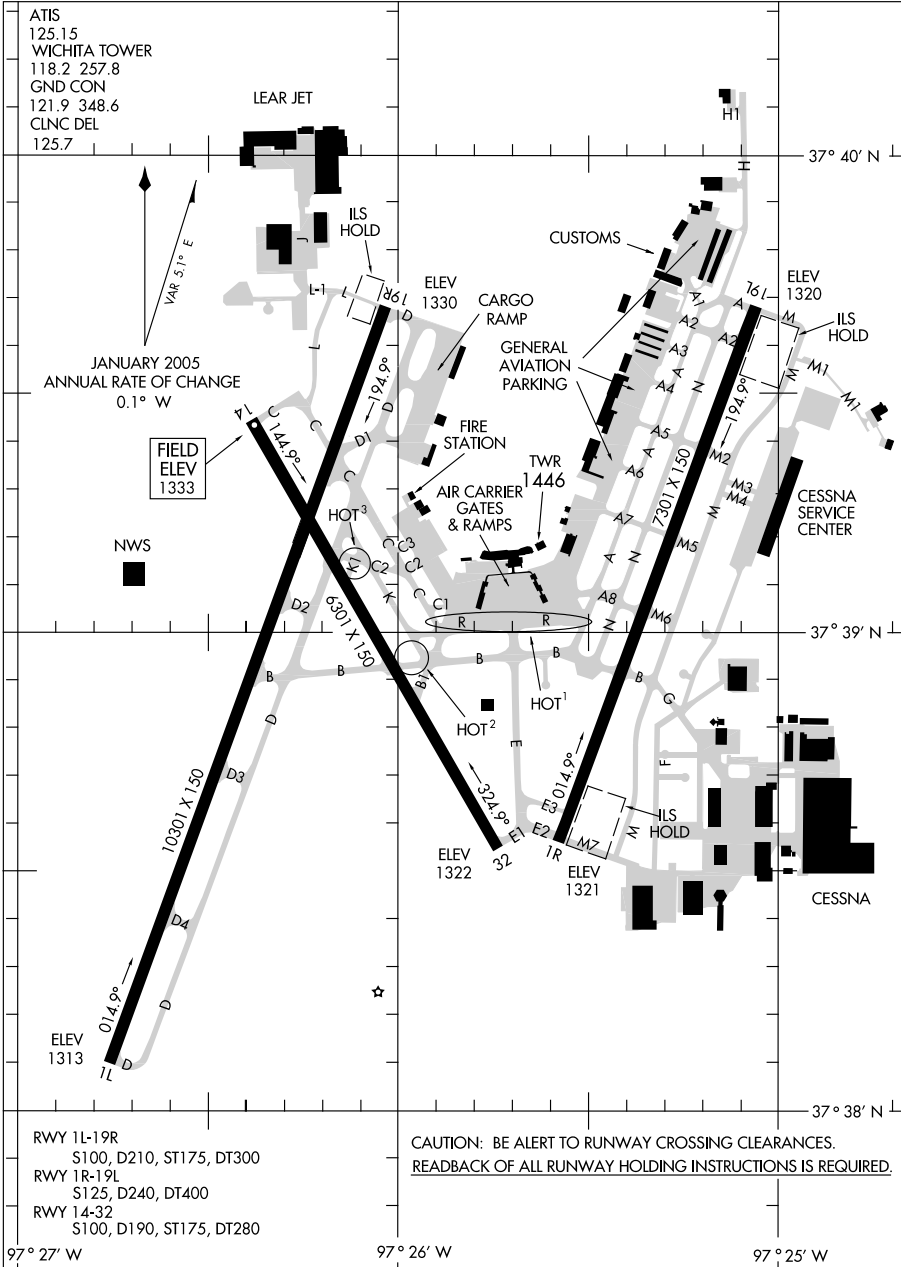 ATIS
125.15
WICHITA TOWER
118.2 257.8
GND CON
121.9 348.6
CLNC DEL
125.7
LEAR JET
H1
37° 40' N
H
VAR 5.1° E
JANUARY 2005
ANNUAL RATE OF CHANGE
0.1° W
J
ILS
HOLD
L-1
L
L
19R
D
ELEV
1330
CARGO
RAMP
CUSTOMS
GENERAL
AVIATION
PARKING
A1
A2
A3
A4
A
N
A5
A
A6
A7
A
N
A8
N
A
19L
A2
ELEV
1320
M
ILS
HOLD
M
M1
M1
194.9°
194.9°
14
C
144.9°
C
D
D1
C
FIELD
ELEV
1333
FIRE
STATION
TWR
1446
AIR CARRIER
GATES
& RAMPS
M2
M3
M4
M
M5
M6
7301 X 150
CESSNA
SERVICE
CENTER
NWS
HOT³
K1
C
C3
C2
C2
K
C
C1
R
R
D2
6301 X 150
37° 39' N
B
B
B
B
B
B1
HOT¹
HOT²
G
D
D3
E
F
10301 X 150
324.9°
014.9°
E3
E2
E1
ILS
HOLD
M
M7
ELEV
1322
32
1R
ELEV
1321
CESSNA
D4
D
014.9°
ELEV
1313
1L
D
37° 38' N
RWY 1L-19R
S100, D210, ST175, DT300
RWY 1R-19L
S125, D240, DT400
RWY 14-32
S100, D190, ST175, DT280
CAUTION: BE ALERT TO RUNWAY CROSSING CLEARANCES.
READBACK OF ALL RUNWAY HOLDING INSTRUCTIONS IS REQUIRED.
97° 27' W
97° 26' W
97° 25' W